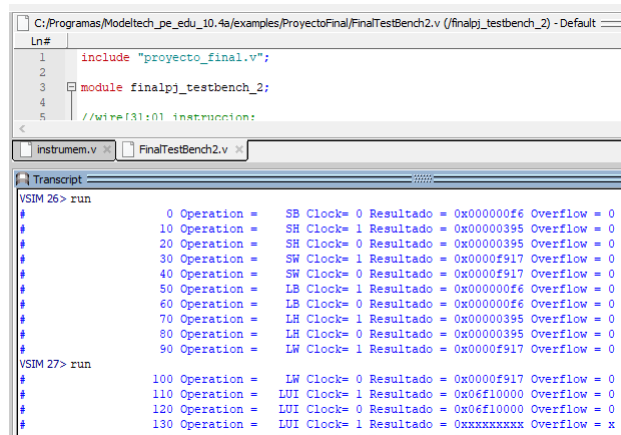 C:/Programas/Modeltech_pe_edu_10.4a/examples/ProyectoFinal/FinalTestBench2.v (/finalpj_testbench_2) - Default
Ln#
1 include "proyecto_final.v";
2
3 module finalpj_testbench_2;
4
5 //wire[31:0] instruccion;
instrumem.v FinalTestBench2.v
Transcript
VSIM 26> run
# 0 Operation = SB Clock= 0 Resultado = 0x000000f6 Overflow = 0
# 10 Operation = SH Clock= 1 Resultado = 0x00000395 Overflow = 0
# 20 Operation = SH Clock= 0 Resultado = 0x00000395 Overflow = 0
# 30 Operation = SW Clock= 1 Resultado = 0x0000f917 Overflow = 0
# 40 Operation = SW Clock= 0 Resultado = 0x0000f917 Overflow = 0
# 50 Operation = LB Clock= 1 Resultado = 0x000000f6 Overflow = 0
# 60 Operation = LB Clock= 0 Resultado = 0x000000f6 Overflow = 0
# 70 Operation = LH Clock= 1 Resultado = 0x00000395 Overflow = 0
# 80 Operation = LH Clock= 0 Resultado = 0x00000395 Overflow = 0
# 90 Operation = LW Clock= 1 Resultado = 0x0000f917 Overflow = 0
VSIM 27> run
# 100 Operation = LW Clock= 0 Resultado = 0x0000f917 Overflow = 0
# 110 Operation = LUI Clock= 1 Resultado = 0x06f10000 Overflow = 0
# 120 Operation = LUI Clock= 0 Resultado = 0x06f10000 Overflow = 0
# 130 Operation = LUI Clock= 1 Resultado = 0xxxxxxxxx Overflow = x